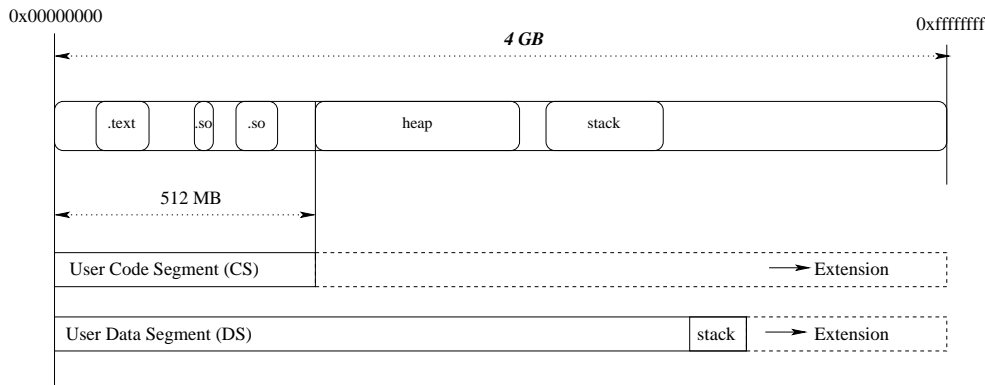 0x00000000
0xffffffff
4 GB
.text
.so
.so
heap
stack
512 MB
User Code Segment (CS)
Extension
User Data Segment (DS)
stack
Extension